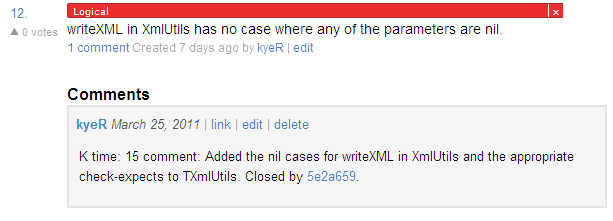 12.
Logical
x
▲ 0 votes
writeXML in XmlUtils has no case where any of the parameters are nil.
1 comment Created 7 days ago by kyeR | edit
Comments
kyeR March 25, 2011 | link | edit | delete
K time: 15 comment: Added the nil cases for writeXML in XmlUtils and the appropriate
check-expects to TXmlUtils. Closed by 5e2a659.